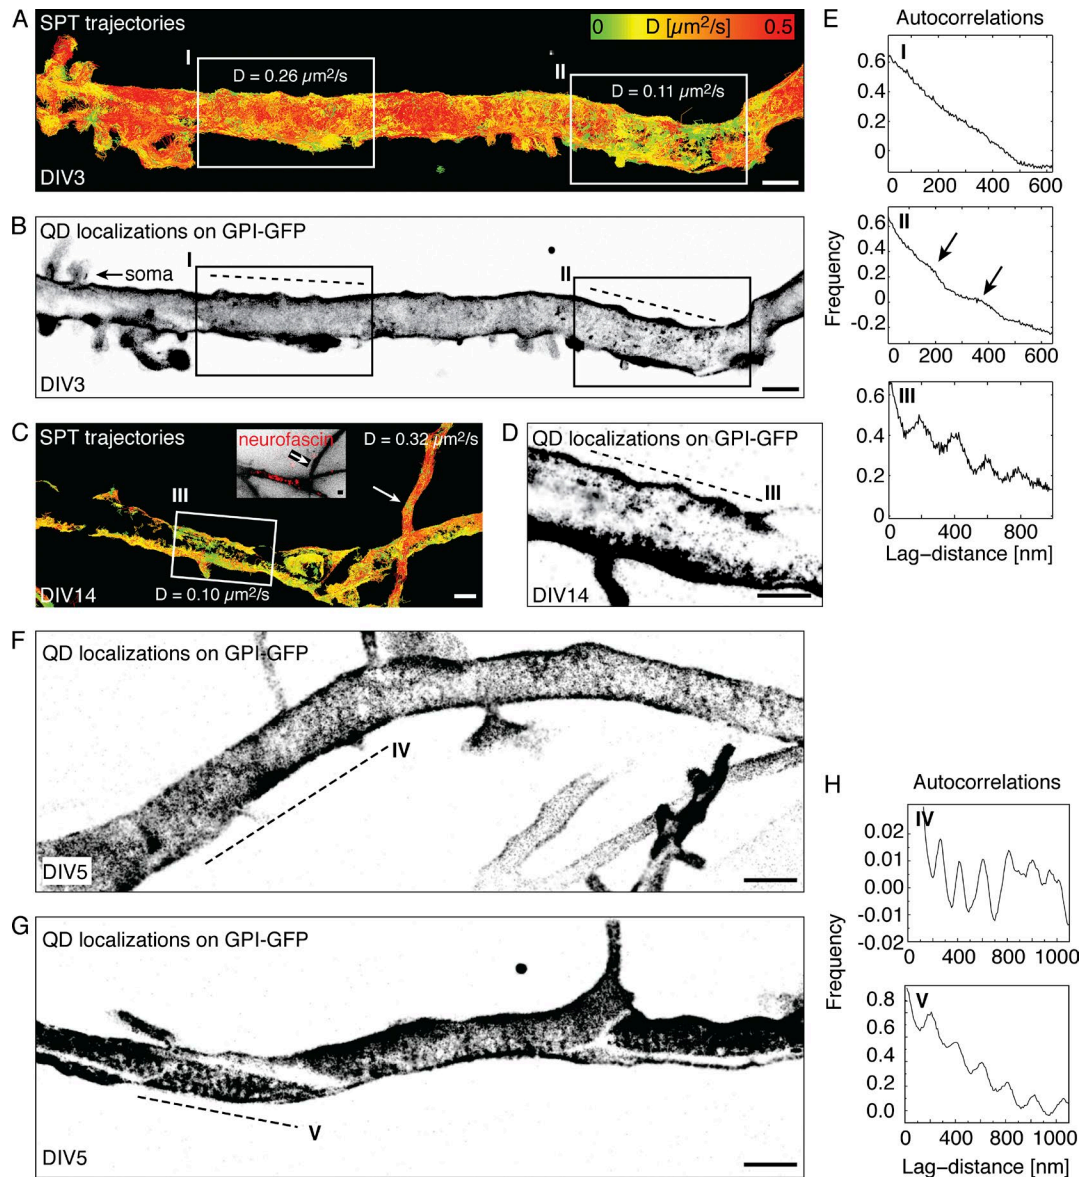 A
SPT trajectories
0 D [µm²/s] 0.5
I
D = 0.26 µm²/s
II
D = 0.11 µm²/s
DIV3
B
QD localizations on GPI-GFP
soma
I
II
DIV3
C
SPT trajectories
neurofascin
D = 0.32 µm²/s
III
D = 0.10 µm²/s
DIV14
D
QD localizations on GPI-GFP
III
DIV14
E
Autocorrelations
I
0.6
0.4
0.2
0
0 200 400 600
II
0.6
0.4
0.2
0
-0.2
0 200 400 600
Frequency
III
0.6
0.4
0.2
0
0 400 800
Lag-distance [nm]
F
QD localizations on GPI-GFP
IV
DIV5
G
QD localizations on GPI-GFP
V
DIV5
H
Autocorrelations
IV
0.02
0.01
0.00
-0.01
-0.02
0 400 800 1000
Frequency
V
0.8
0.6
0.4
0.2
0.0
0 400 800 1000
Lag-distance [nm]